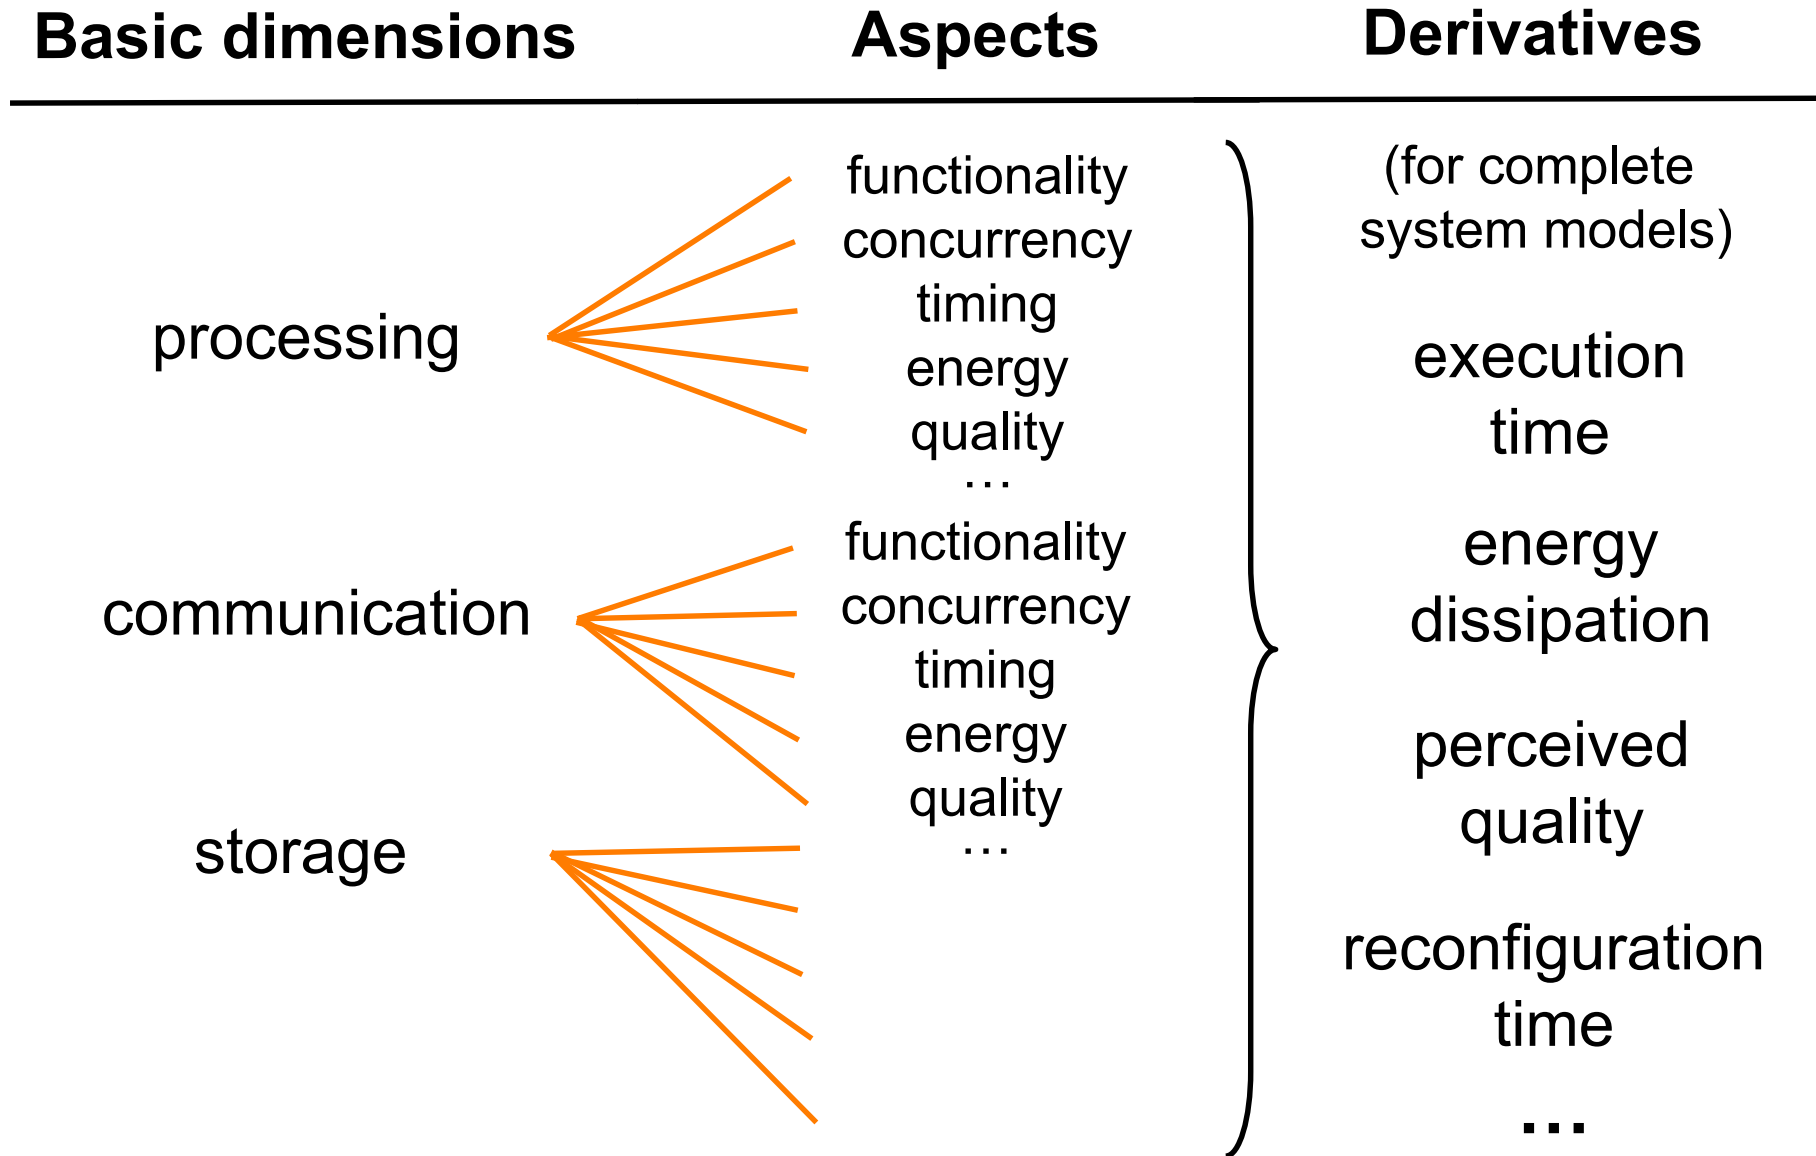 Basic dimensions
Aspects
Derivatives
processing
communication
storage
functionality
concurrency
timing
energy
quality
…
functionality
concurrency
timing
energy
quality
…
(for complete
system models)
execution
time
energy
dissipation
perceived
quality
reconfiguration
time
…